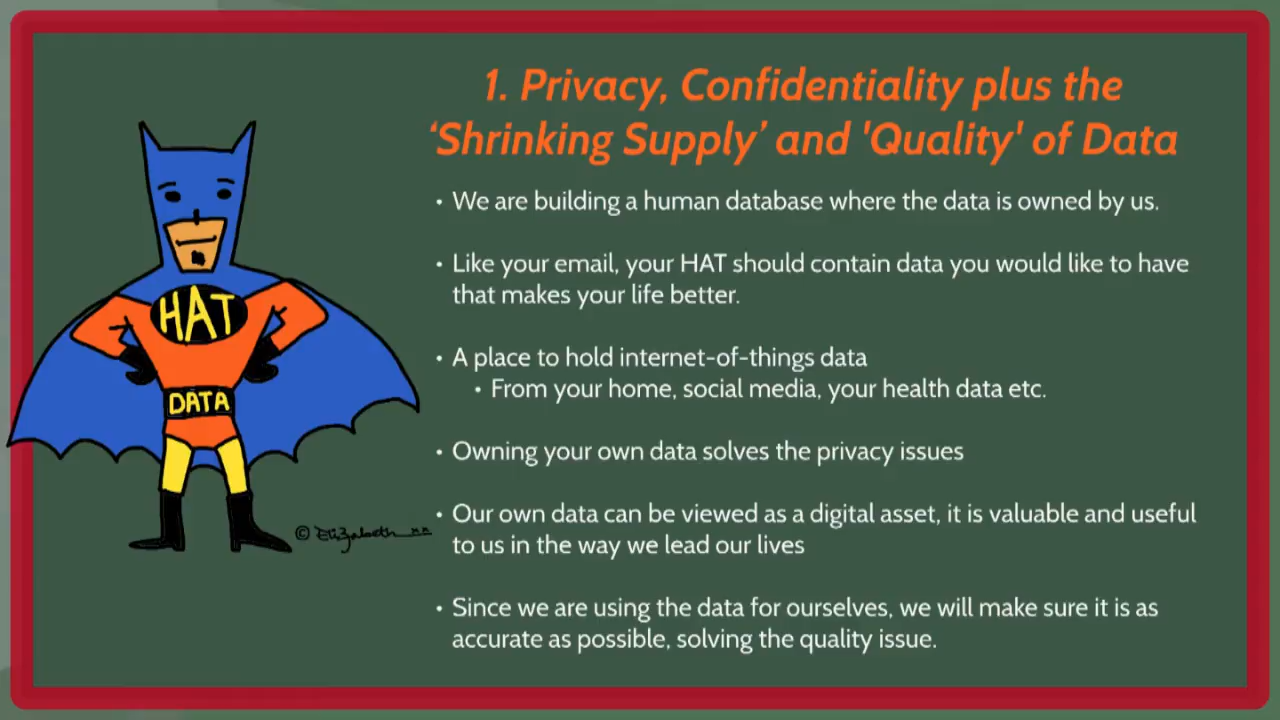 1. Privacy, Confidentiality plus the
‘Shrinking Supply’ and 'Quality' of Data
• We are building a human database where the data is owned by us.
• Like your email, your HAT should contain data you would like to have
that makes your life better.
• A place to hold internet-of-things data
• From your home, social media, your health data etc.
• Owning your own data solves the privacy issues
• Our own data can be viewed as a digital asset, it is valuable and useful
to us in the way we lead our lives
• Since we are using the data for ourselves, we will make sure it is as
accurate as possible, solving the quality issue.
HAT
DATA
© Elizabeth